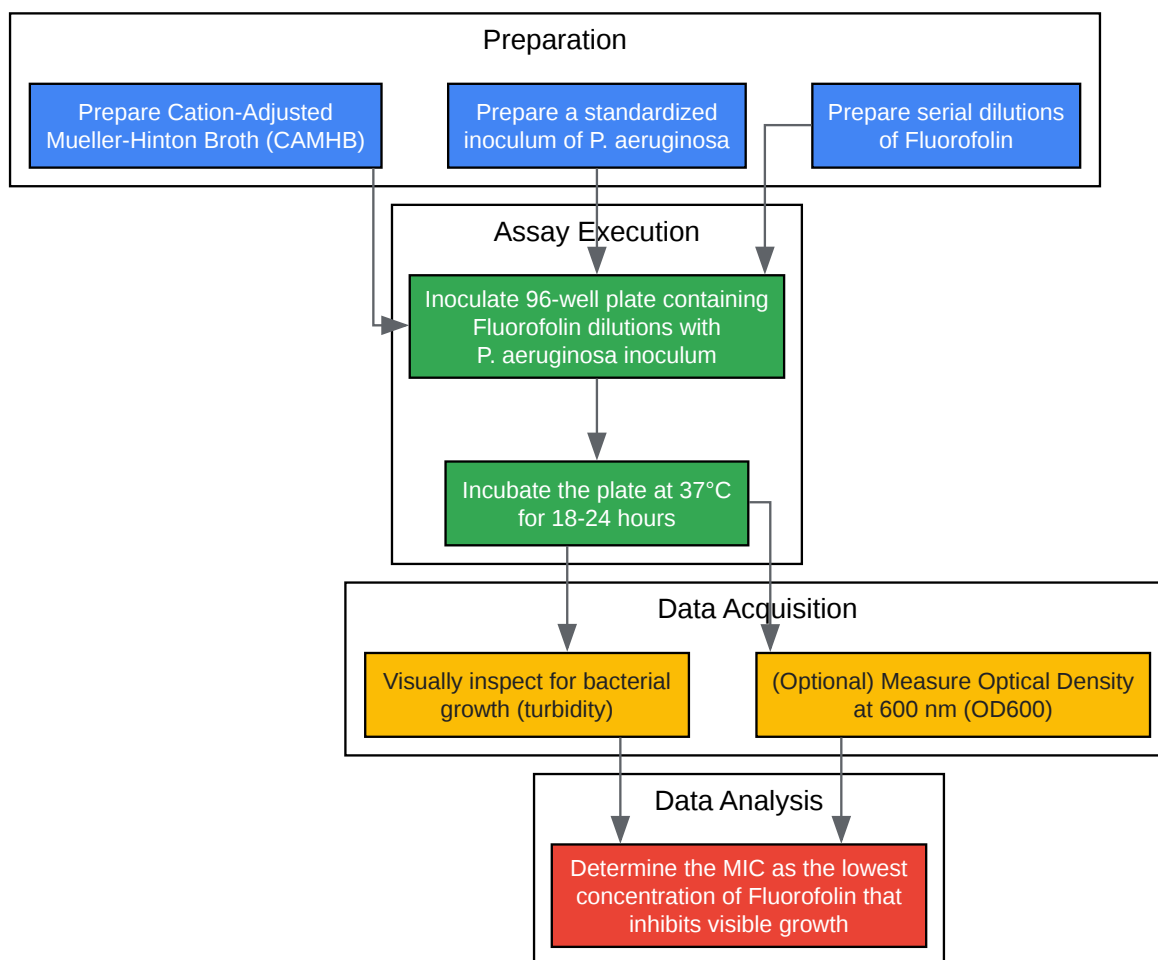 Preparation
Prepare Cation-Adjusted
Mueller-Hinton Broth (CAMHB)
Prepare a standardized
inoculum of P. aeruginosa
Prepare serial dilutions
of Fluorofolin
Assay Execution
Inoculate 96-well plate containing
Fluorofolin dilutions with
P. aeruginosa inoculum
Incubate the plate at 37°C
for 18-24 hours
Data Acquisition
Visually inspect for bacterial
growth (turbidity)
(Optional) Measure Optical Density
at 600 nm (OD600)
Data Analysis
Determine the MIC as the lowest
concentration of Fluorofolin that
inhibits visible growth